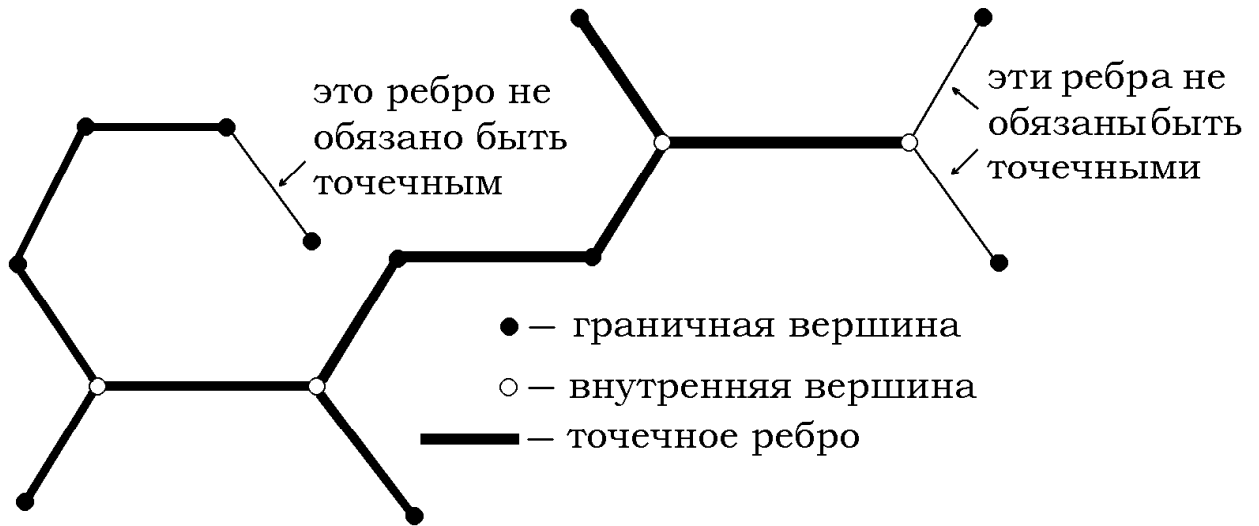 это ребро не
обязано быть
точечным
эти ребра не
обязаны быть
точечными
— граничная вершина
— внутренняя вершина
— точечное ребро